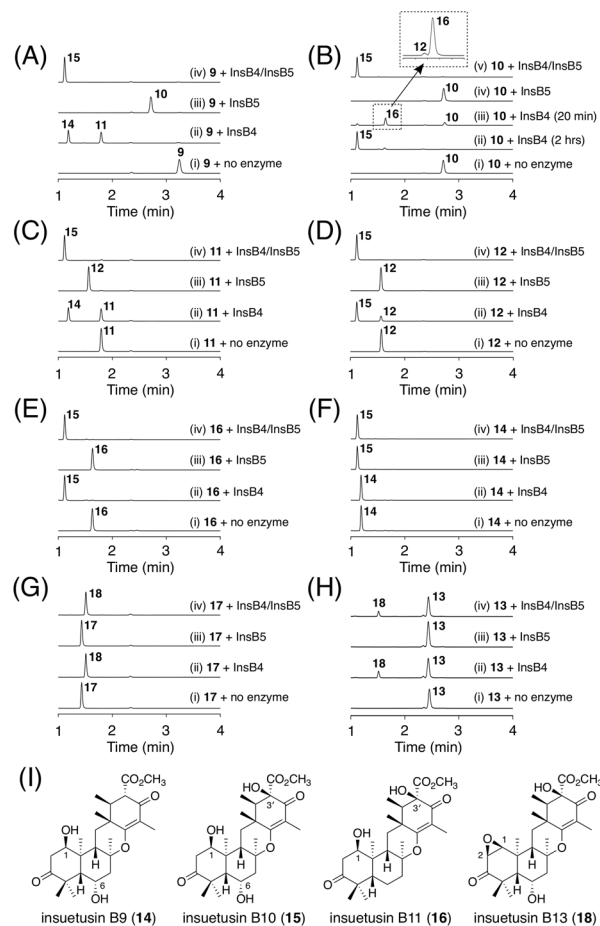 (A)
15
(iv) 9 + InsB4/InsB5
10
(iii) 9 + InsB5
14
11
(ii) 9 + InsB4
9
(i) 9 + no enzyme
1
2
3
4
Time (min)
(B)
12
16
15
(v) 10 + InsB4/InsB5
10
(iv) 10 + InsB5
16
10
(iii) 10 + InsB4 (20 min)
15
(ii) 10 + InsB4 (2 hrs)
10
(i) 10 + no enzyme
1
2
3
4
Time (min)
(C)
15
(iv) 11 + InsB4/InsB5
12
(iii) 11 + InsB5
14
11
(ii) 11 + InsB4
11
(i) 11 + no enzyme
1
2
3
4
Time (min)
(D)
15
(iv) 12 + InsB4/InsB5
12
(iii) 12 + InsB5
15
12
(ii) 12 + InsB4
12
(i) 12 + no enzyme
1
2
3
4
Time (min)
(E)
15
(iv) 16 + InsB4/InsB5
16
(iii) 16 + InsB5
15
(ii) 16 + InsB4
16
(i) 16 + no enzyme
1
2
3
4
Time (min)
(F)
15
(iv) 14 + InsB4/InsB5
15
(iii) 14 + InsB5
14
(ii) 14 + InsB4
14
(i) 14 + no enzyme
1
2
3
4
Time (min)
(G)
18
(iv) 17 + InsB4/InsB5
17
(iii) 17 + InsB5
18
(ii) 17 + InsB4
17
(i) 17 + no enzyme
1
2
3
4
Time (min)
(H)
18
13
(iv) 13 + InsB4/InsB5
13
(iii) 13 + InsB5
18
13
(ii) 13 + InsB4
13
(i) 13 + no enzyme
1
2
3
4
Time (min)
(I)
CO₂CH₃
O
OH
1
H
O
O
H
6
OH
insuetusin B9 (14)
CO₂CH₃
HO
3'
O
OH
1
H
O
O
H
6
OH
insuetusin B10 (15)
CO₂CH₃
HO
3'
O
OH
1
H
O
O
H
insuetusin B11 (16)
CO₂CH₃
HO
3'
O
O
1
2
H
O
O
H
OH
insuetusin B13 (18)